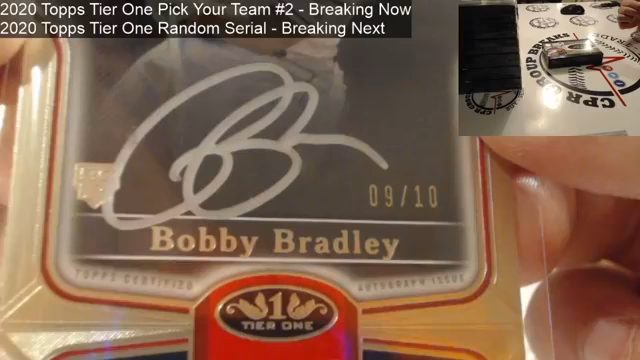 2020 Topps Tier One Pick Your Team #2 - Breaking Now
2020 Topps Tier One Random Serial - Breaking Next
CPR GROUP BREAKS
09/10
Bobby Bradley
TOPPS CERTIFIED AUTOGRAPH ISSUE
1
TIER ONE